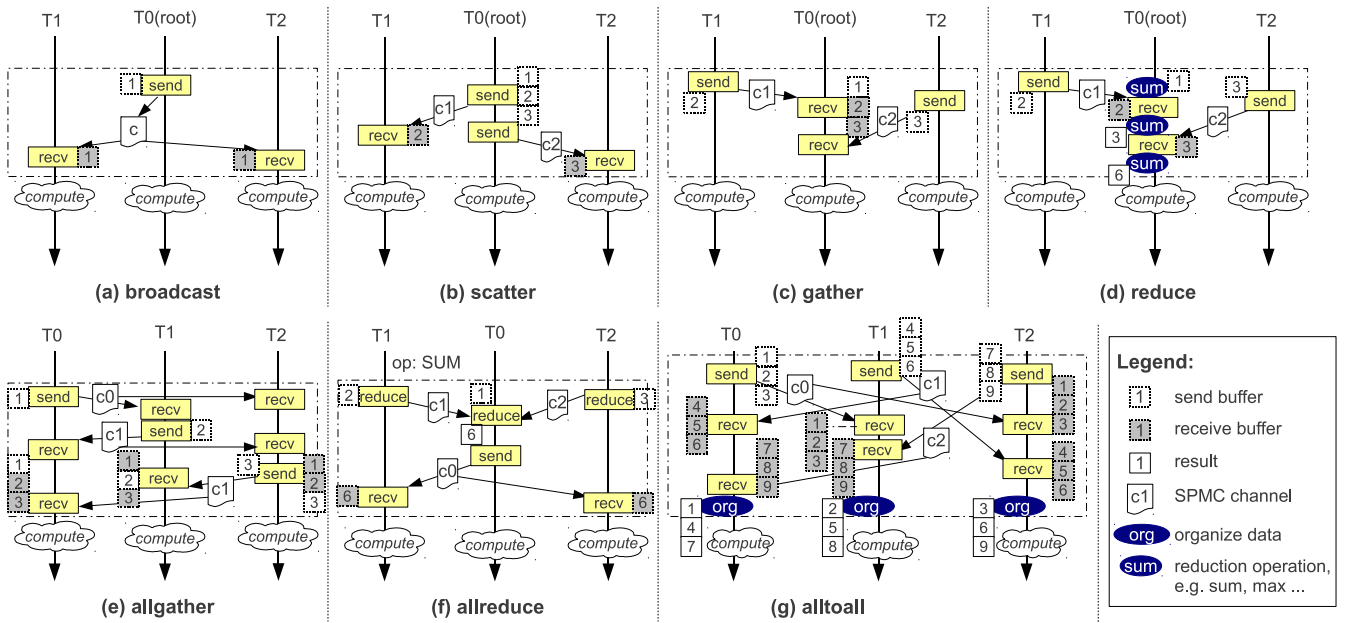 T1 T0(root) T2
1 send
c
recv 1 1 recv
compute compute compute
(a) broadcast
T1 T0(root) T2
1
send 2
c1 3
recv 2 send
c2
3 recv
compute compute compute
(b) scatter
T1 T0(root) T2
send 1
c1 recv 2 send
2 3 c2 3
recv
compute compute compute
(c) gather
T1 T0(root) T2
send sum 1 3
c1 2 recv send
2 sum c2
3 recv 3
sum
6
compute compute compute
(d) reduce
T0 T1 T2
1 send c0 recv recv
send 2
recv c1 recv
1 1 3 send 1
2 2 recv 2
3 recv 3 c1 3
compute compute compute
(e) allgather
T1 T0 T2
op: SUM
2 reduce 1 reduce 3
c1 reduce c2
6
send
c0
6 recv recv 6
compute compute compute
(f) allreduce
T0 T1 T2
4
1 5 7
send 2 send 6 8 send
3 c0 c1 9 1
4 2
5 recv 1 recv recv 3
6 2 recv c2
7 3 7 4
8 8 recv 5
recv 9 9 6
1 org 2 org 3 org
4 5 6
7 8 9
compute compute compute
(g) alltoall
Legend:
1 send buffer
1 receive buffer
1 result
c1 SPMC channel
org organize data
sum reduction operation,
e.g. sum, max ...